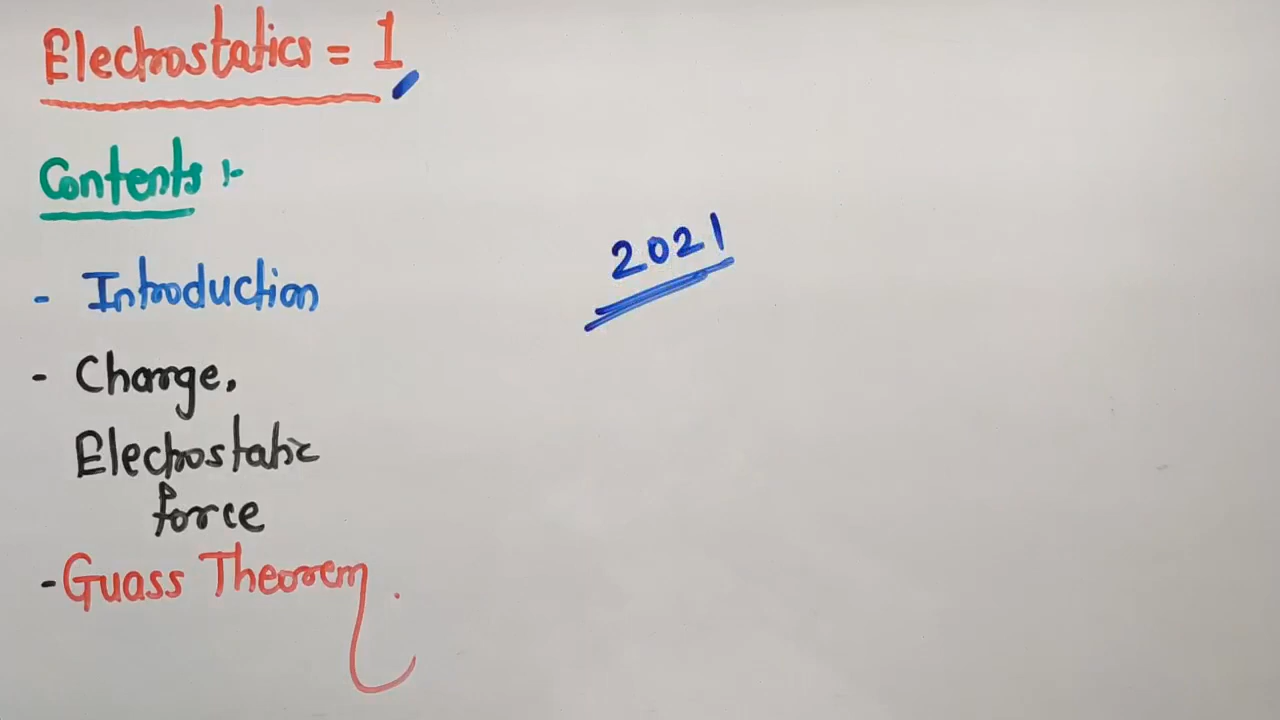 Electrostatics = 1
Contents :-
- Introduction
- Charge,
Electrostatic
force
- Guass Theorem.
2021